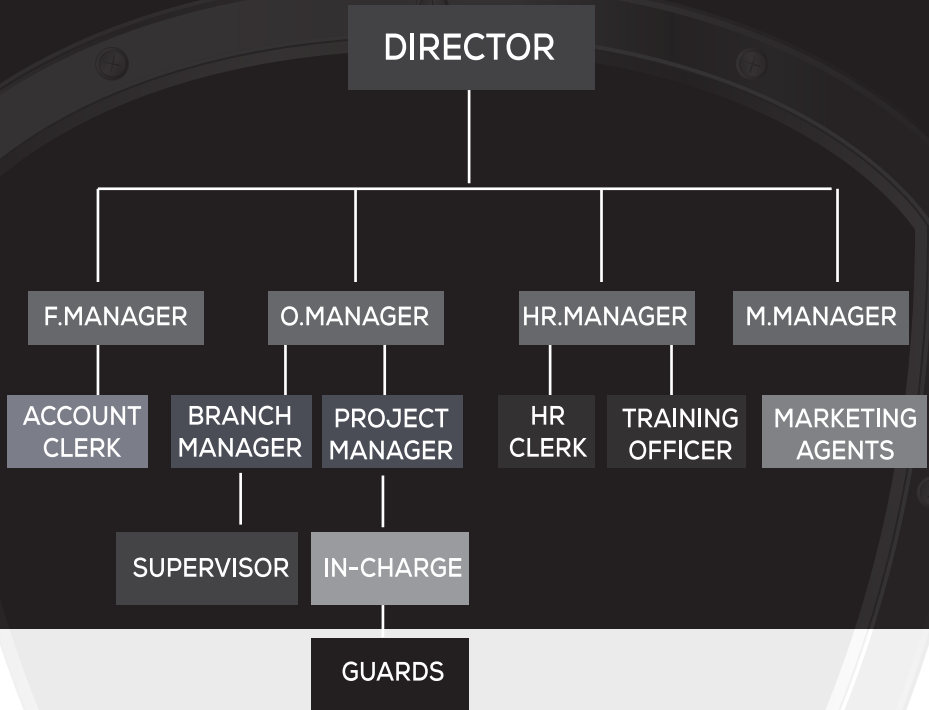 DIRECTOR
F.MANAGER
O.MANAGER
HR.MANAGER
M.MANAGER
ACCOUNT
CLERK
BRANCH
MANAGER
PROJECT
MANAGER
HR
CLERK
TRAINING
OFFICER
MARKETING
AGENTS
SUPERVISOR
IN-CHARGE
GUARDS